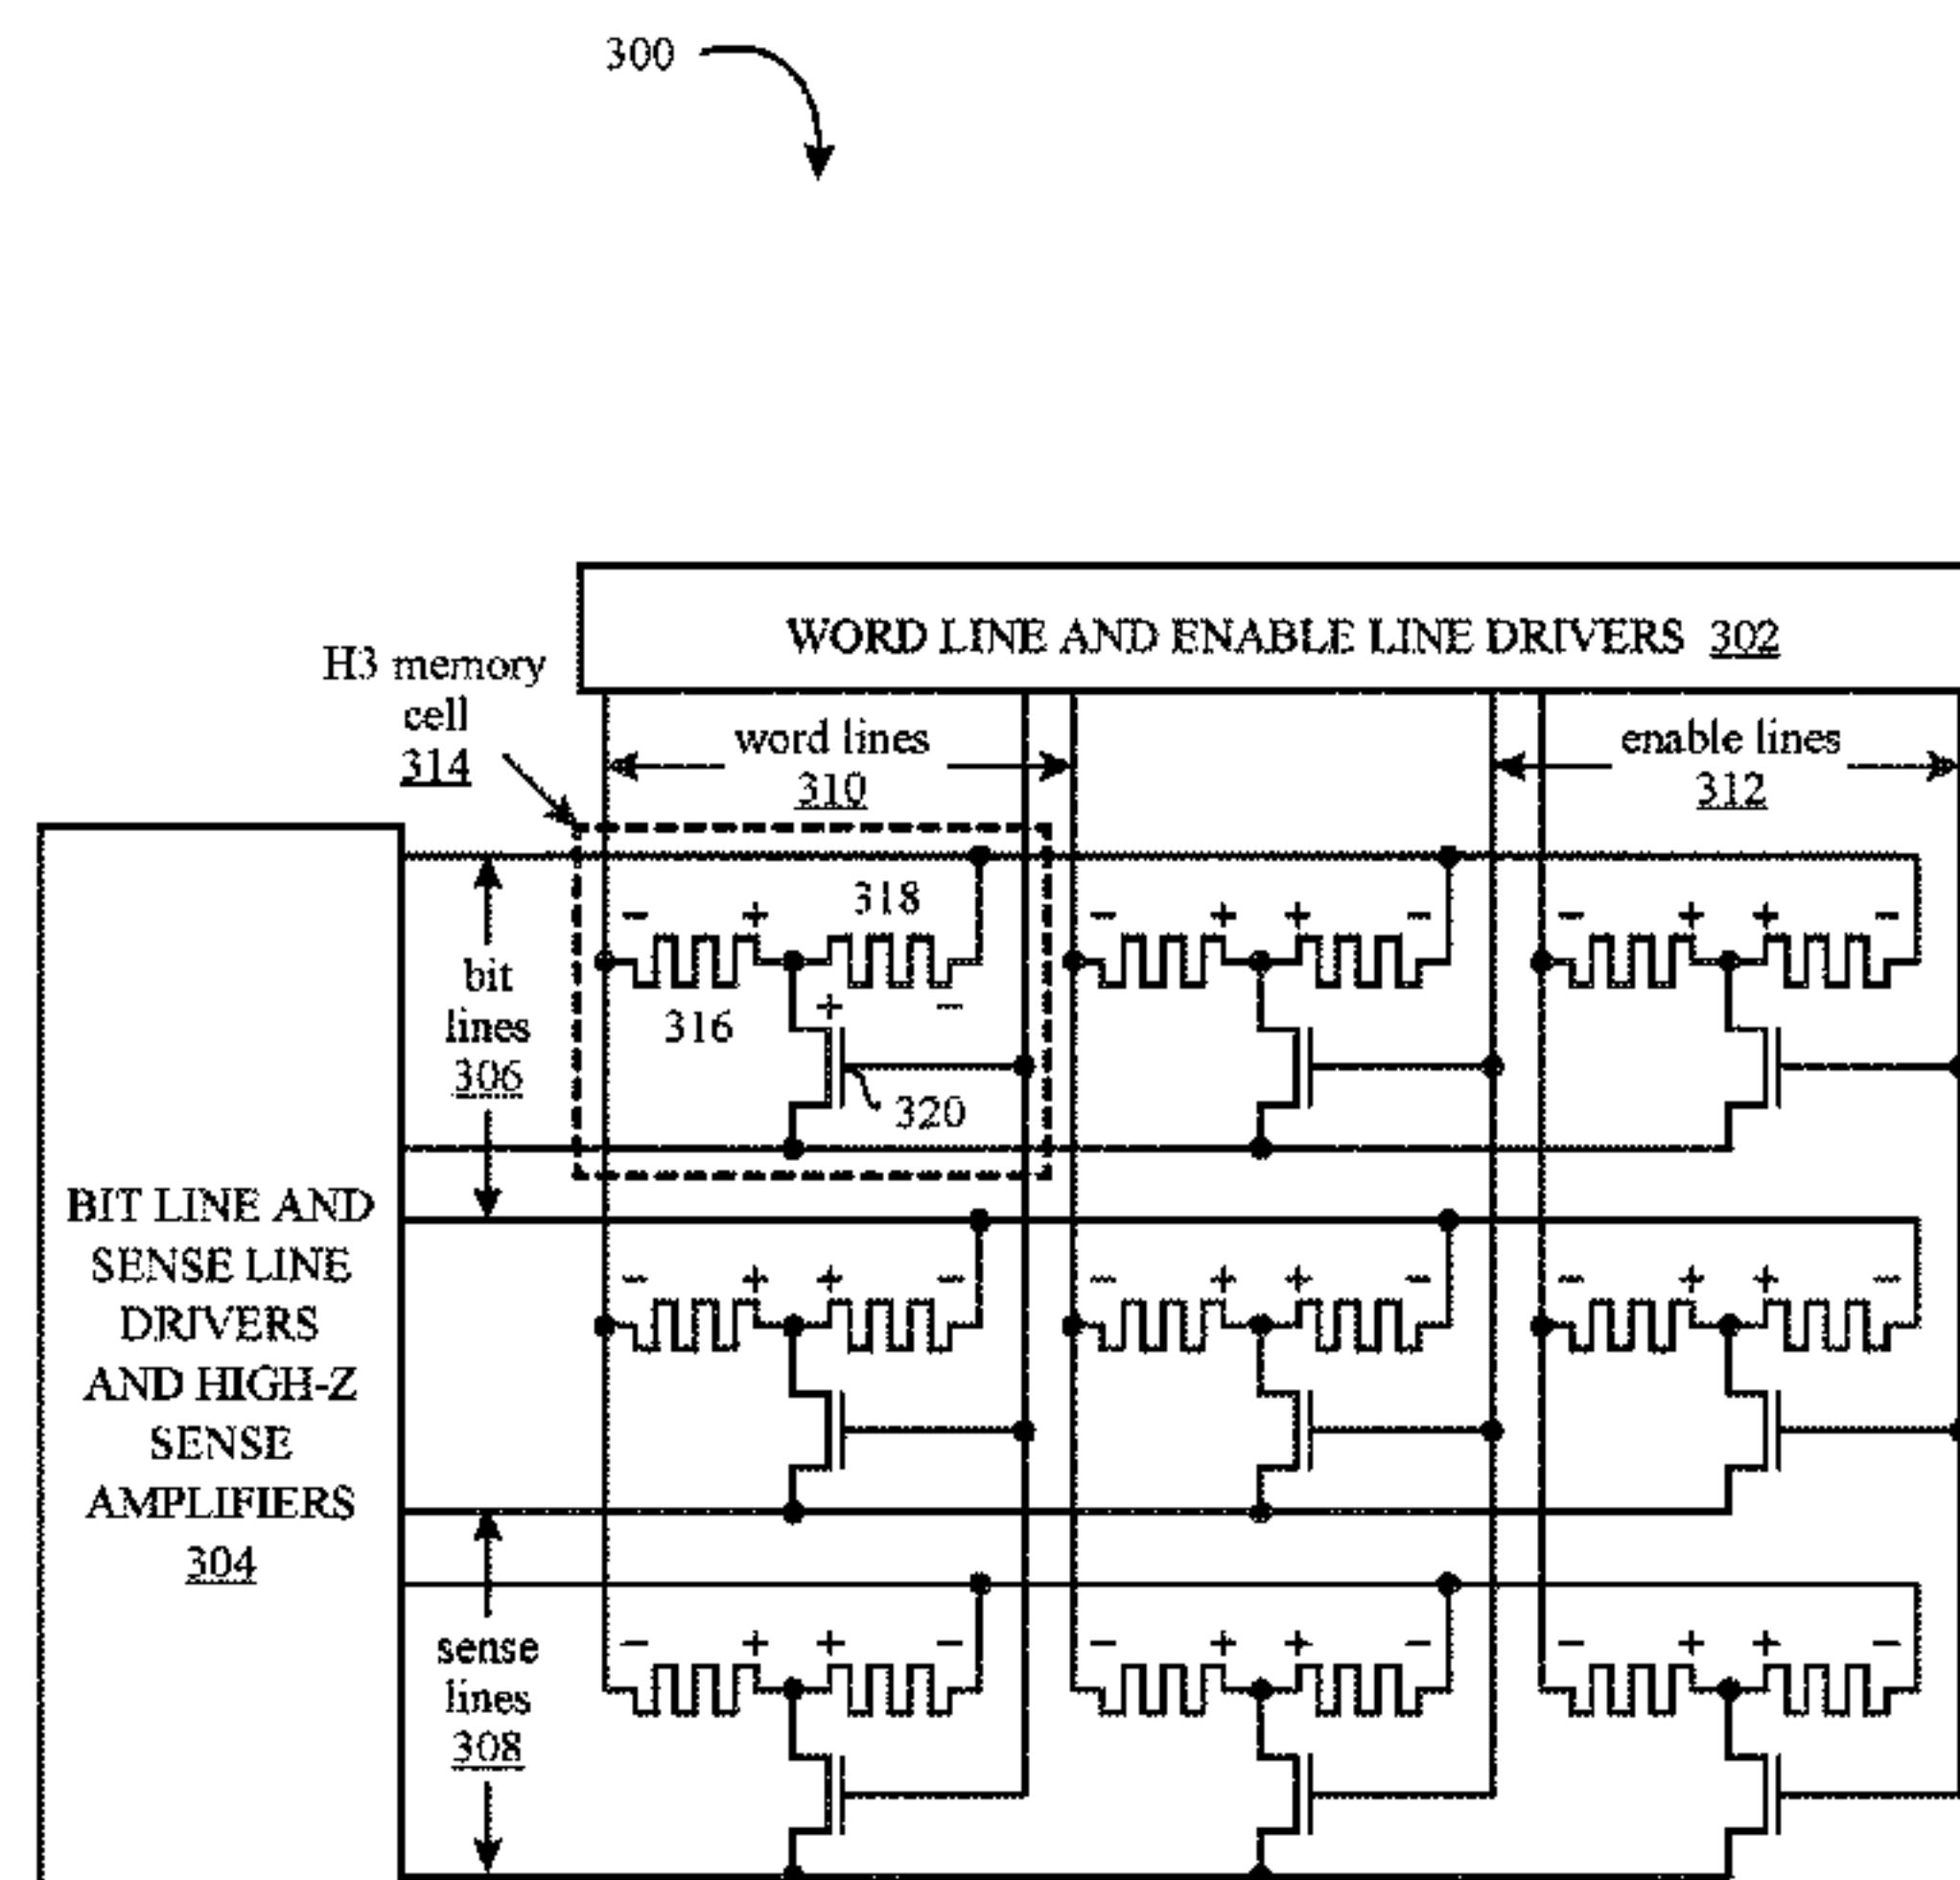 300
WORD LINE AND ENABLE LINE DRIVERS 302
H3 memory
cell
314
word lines
310
enable lines
312
bit
lines
306
− + 318
316 + −
320
− + + −
− + + −
BIT LINE AND
SENSE LINE
DRIVERS
AND HIGH-Z
SENSE
AMPLIFIERS
304
− + + −
− + + −
− + + −
sense
lines
308
− + + −
− + + −
− + + −